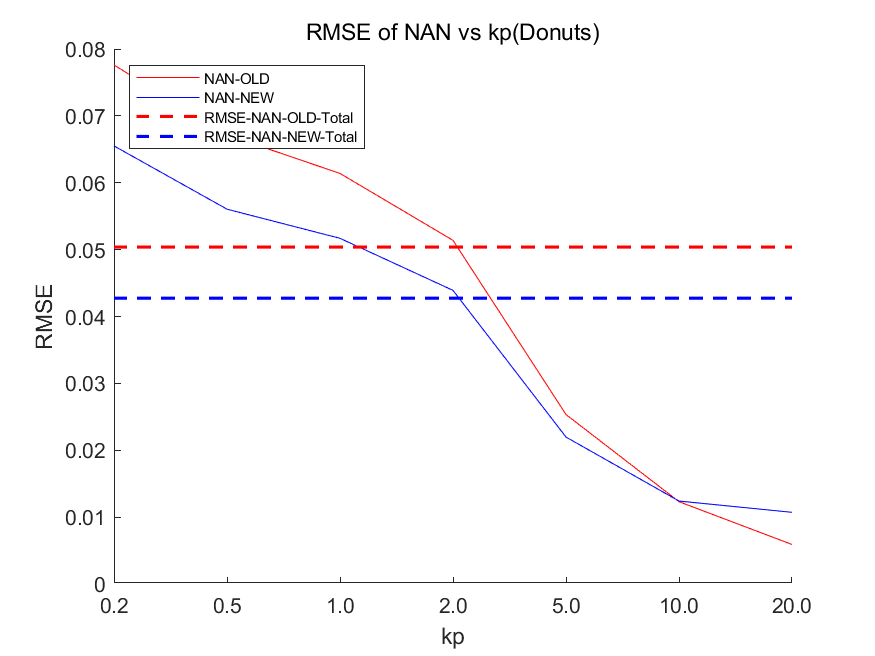 RMSE of NAN vs kp(Donuts)
NAN-OLD
NAN-NEW
RMSE-NAN-OLD-Total
RMSE-NAN-NEW-Total
0.08
0.07
0.06
0.05
0.04
0.03
0.02
0.01
0
RMSE
0.2 0.5 1.0 2.0 5.0 10.0 20.0
kp